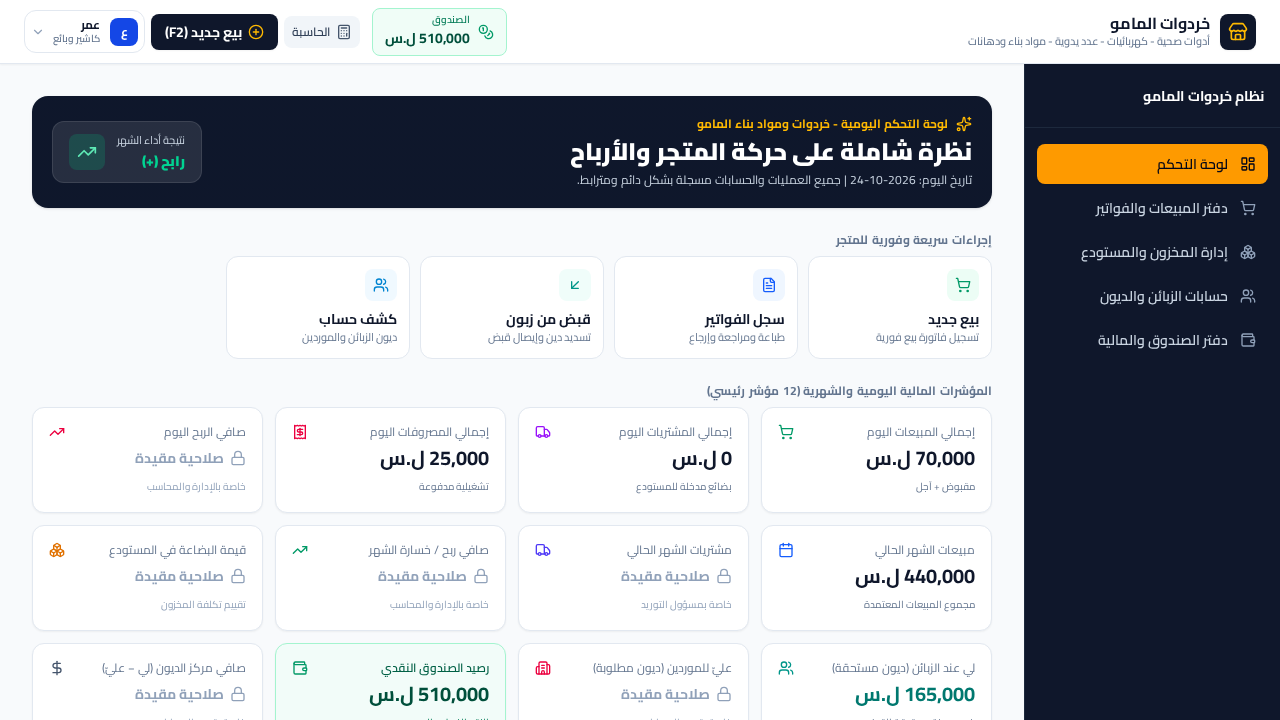 خردوات المامو
أدوات صحية - كهربائيات - عدد يدوية - مواد بناء ودهانات
الصندوق
510,000 ل.س
الحاسبة
بيع جديد (F2)
ع
عمر
كاشير وبائع
نظام خردوات المامو
لوحة التحكم
دفتر المبيعات والفواتير
إدارة المخزون والمستودع
حسابات الزبائن والديون
دفتر الصندوق والمالية
لوحة التحكم اليومية - خردوات ومواد بناء المامو
نظرة شاملة على حركة المتجر والأرباح
تاريخ اليوم: 2026-10-24 | جميع العمليات والحسابات مسجلة بشكل دائم ومترابط.
نتيجة أداء الشهر
رابح (+)
إجراءات سريعة وفورية للمتجر
بيع جديد
تسجيل فاتورة بيع فورية
سجل الفواتير
طباعة ومراجعة وإرجاع
قبض من زبون
تسديد دين وإيصال قبض
كشف حساب
ديون الزبائن والموردين
المؤشرات المالية اليومية والشهرية (12 مؤشر رئيسي)
إجمالي المبيعات اليوم
70,000 ل.س
مقبوض + آجل
إجمالي المشتريات اليوم
0 ل.س
بضائع مدخلة للمستودع
إجمالي المصروفات اليوم
25,000 ل.س
تشغيلية مدفوعة
صافي الربح اليوم
صلاحية مقيدة
خاصة بالإدارة والمحاسب
مبيعات الشهر الحالي
440,000 ل.س
مجموع المبيعات المعتمدة
مشتريات الشهر الحالي
صلاحية مقيدة
خاصة بمسؤول التوريد
صافي ربح / خسارة الشهر
صلاحية مقيدة
خاصة بالإدارة والمحاسب
قيمة البضاعة في المستودع
صلاحية مقيدة
تقييم تكلفة المخزون
لي عند الزبائن (ديون مستحقة)
165,000 ل.س
عليّ للموردين (ديون مطلوبة)
صلاحية مقيدة
رصيد الصندوق النقدي
510,000 ل.س
صافي مركز الديون (لي − عليّ)
صلاحية مقيدة